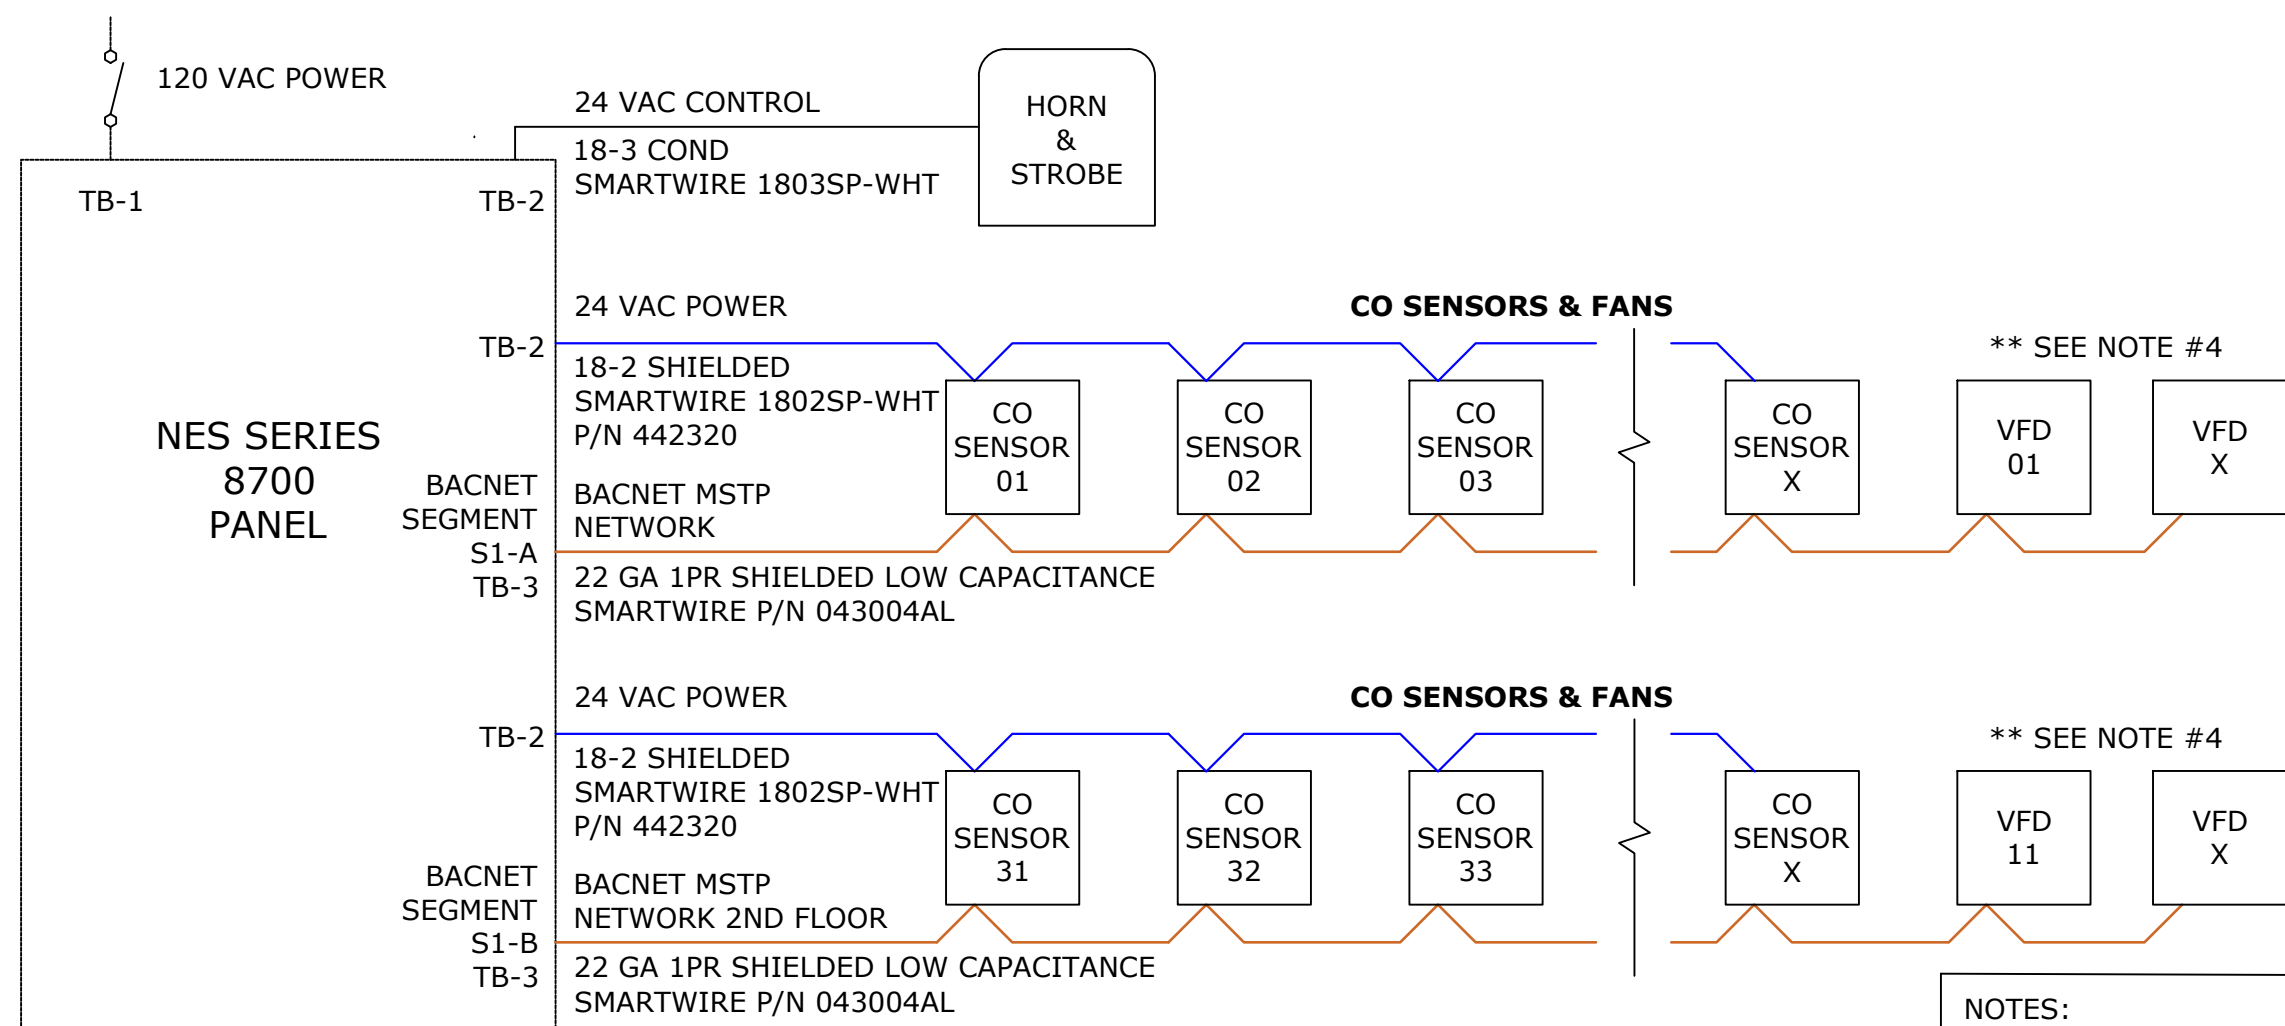 120 VAC POWER
24 VAC CONTROL
18-3 COND
SMARTWIRE 1803SP-WHT
HORN
&
STROBE
TB-1
TB-2
NES SERIES
8700
PANEL
24 VAC POWER
CO SENSORS & FANS
TB-2
** SEE NOTE #4
18-2 SHIELDED
SMARTWIRE 1802SP-WHT
P/N 442320
CO
SENSOR
01
CO
SENSOR
02
CO
SENSOR
03
CO
SENSOR
X
VFD
01
VFD
X
BACNET
SEGMENT
S1-A
TB-3
BACNET MSTP
NETWORK
22 GA 1PR SHIELDED LOW CAPACITANCE
SMARTWIRE P/N 043004AL
24 VAC POWER
CO SENSORS & FANS
TB-2
** SEE NOTE #4
18-2 SHIELDED
SMARTWIRE 1802SP-WHT
P/N 442320
CO
SENSOR
31
CO
SENSOR
32
CO
SENSOR
33
CO
SENSOR
X
VFD
11
VFD
X
BACNET
SEGMENT
S1-B
TB-3
BACNET MSTP
NETWORK 2ND FLOOR
22 GA 1PR SHIELDED LOW CAPACITANCE
SMARTWIRE P/N 043004AL
NOTES: